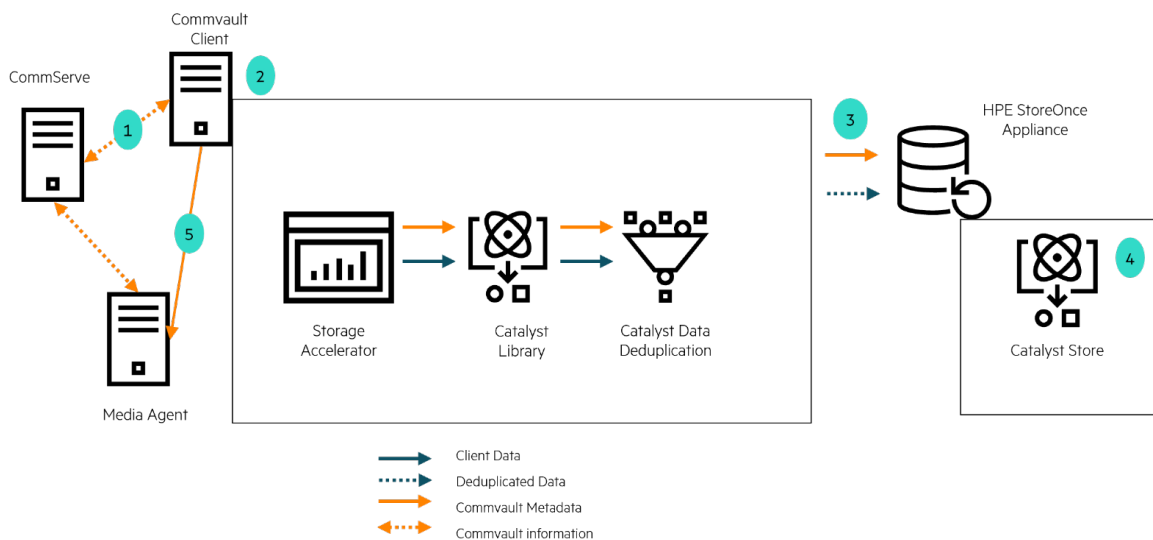 Commvault
Client
CommServe
2
1
3
HPE StoreOnce
Appliance
5
4
Storage
Accelerator
Catalyst
Library
Catalyst Data
Deduplication
Catalyst Store
Media Agent
Client Data
Deduplicated Data
Commvault Metadata
Commvault information